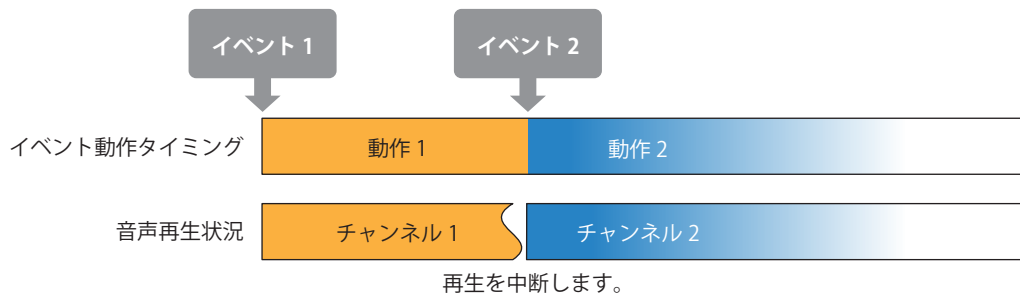 イベント 1
イベント 2
イベント動作タイミング
動作 1
動作 2
音声再生状況
チャンネル 1
チャンネル 2
再生を中断します。